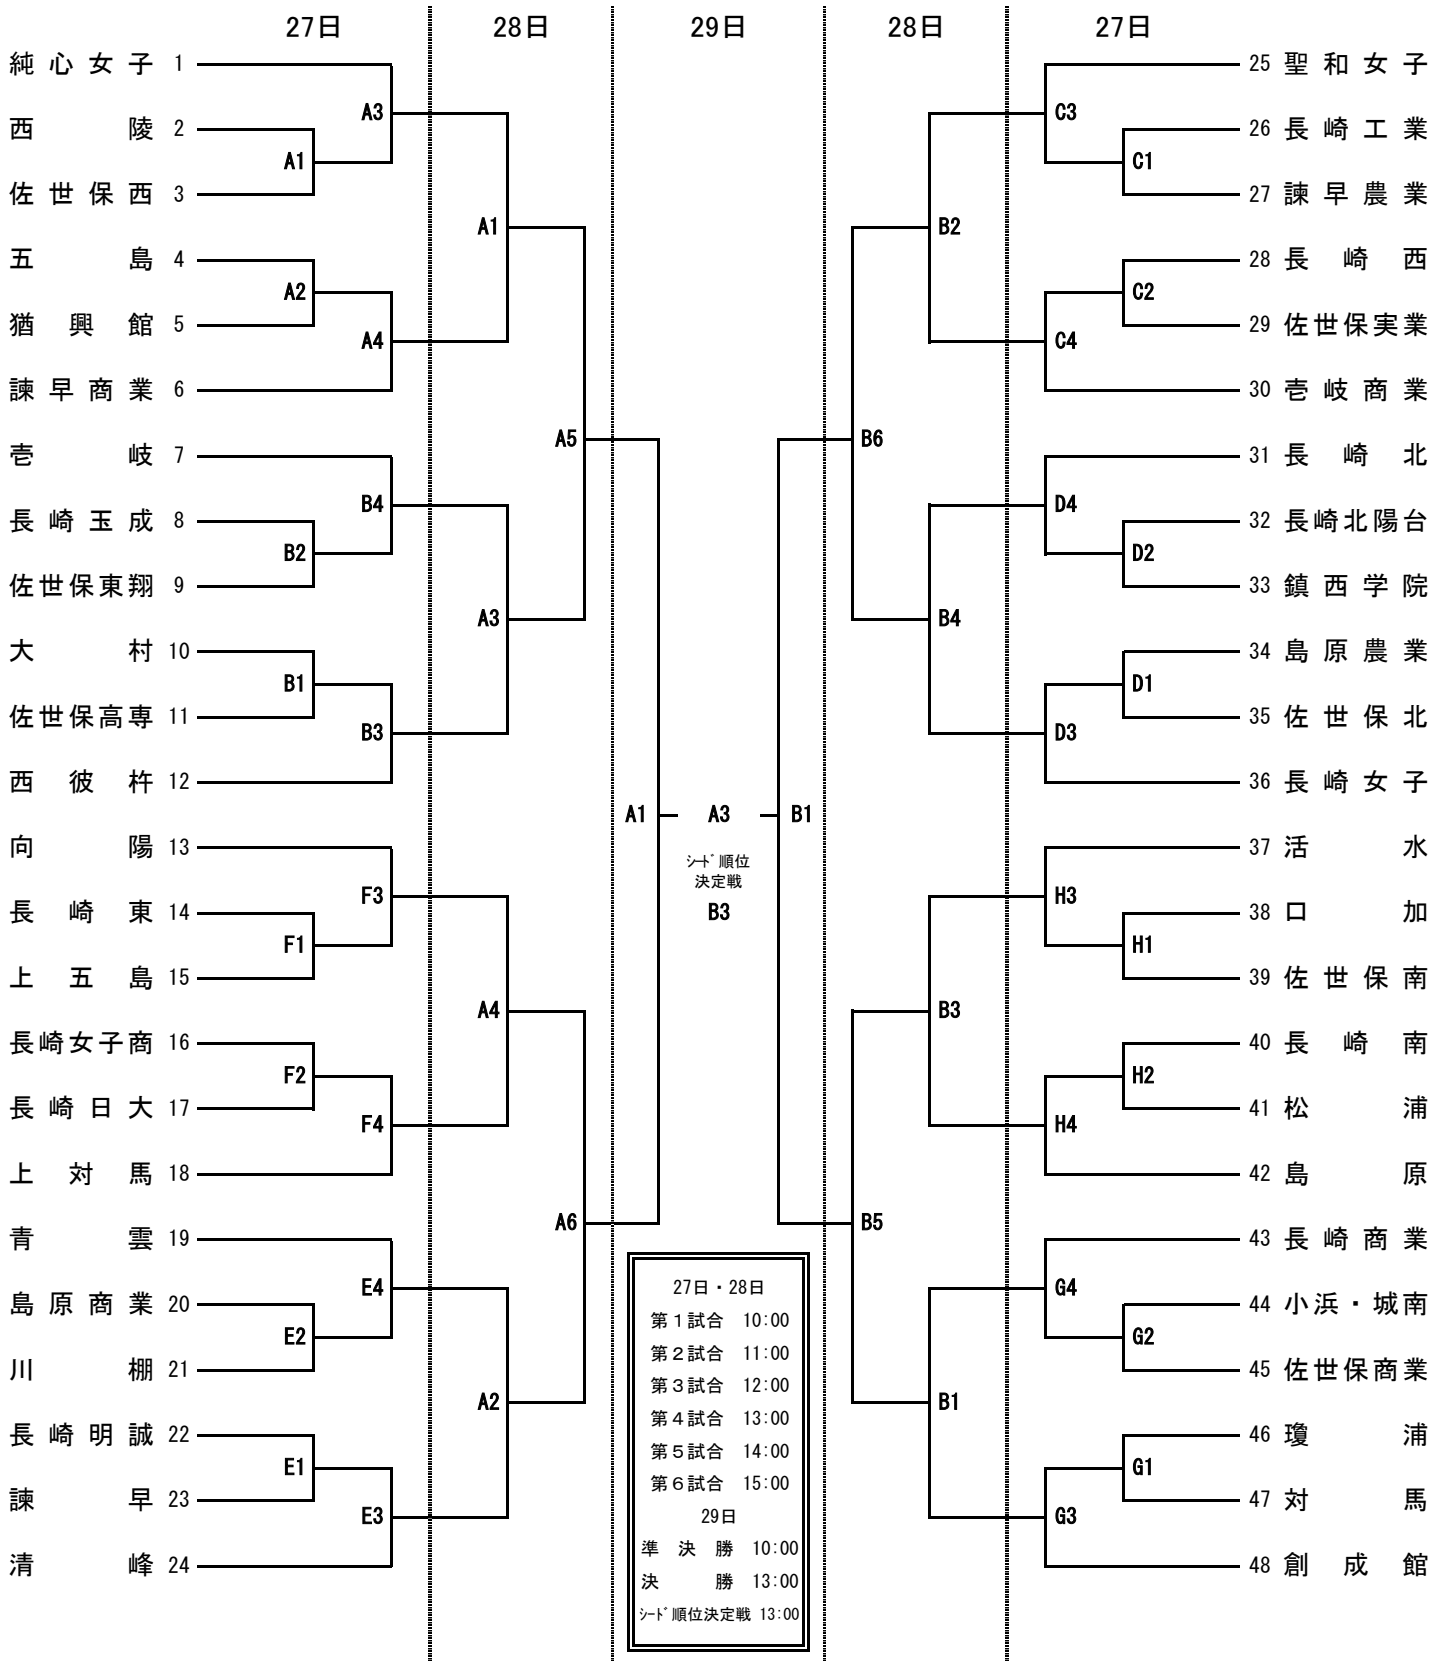 27日 28日 29日 28日 27日
純心女子 1
A3
西陵 2
A1
佐世保西 3
A1
五島 4
A2
猶興館 5
A4
諫早商業 6
A5
壱岐 7
B4
長崎玉成 8
B2
佐世保東翔 9
A3
大村 10
B1
佐世保高専 11
B3
西彼杵 12
A1
向陽 13
F3
長崎東 14
F1
上五島 15
A4
長崎女子商 16
F2
長崎日大 17
F4
上対馬 18
A6
青雲 19
E4
島原商業 20
E2
川棚 21
A2
長崎明誠 22
E1
諫早 23
E3
清峰 24
A3
シード順位
決定戦
B3
27日・28日
第1試合 10:00
第2試合 11:00
第3試合 12:00
第4試合 13:00
第5試合 14:00
第6試合 15:00
29日
準決勝 10:00
決勝 13:00
シード順位決定戦 13:00
25 聖和女子
C3
26 長崎工業
C1
27 諫早農業
B2
28 長崎西
C2
29 佐世保実業
C4
30 壱岐商業
B6
31 長崎北
D4
32 長崎北陽台
D2
33 鎮西学院
B4
34 島原農業
D1
35 佐世保北
D3
36 長崎女子
B1
37 活水
H3
38 口加
H1
39 佐世保南
B3
40 長崎南
H2
41 松浦
H4
42 島原
B5
43 長崎商業
G4
44 小浜・城南
G2
45 佐世保商業
B1
46 瓊浦
G1
47 対馬
G3
48 創成館